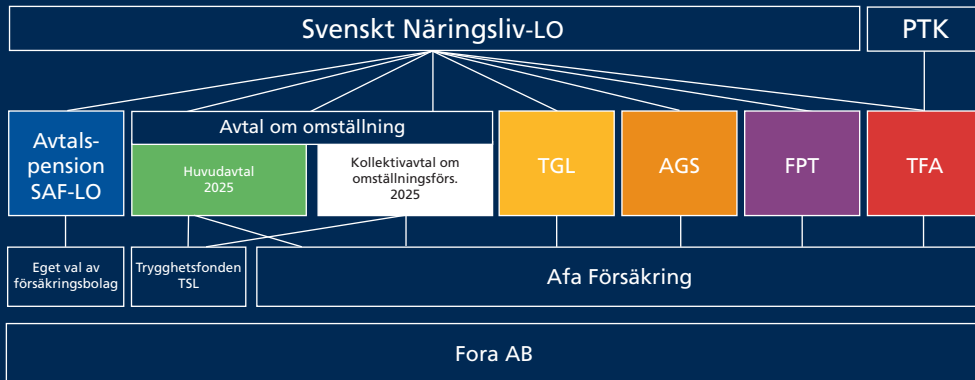 Svenskt Näringsliv-LO
PTK
Avtals-
pension
SAF-LO
Avtal om omställning
Huvudavtal
2025
Kollektivavtal om
omställningsförs.
2025
TGL
AGS
FPT
TFA
Eget val av
försäkringsbolag
Trygghetsfonden
TSL
Afa Försäkring
Fora AB